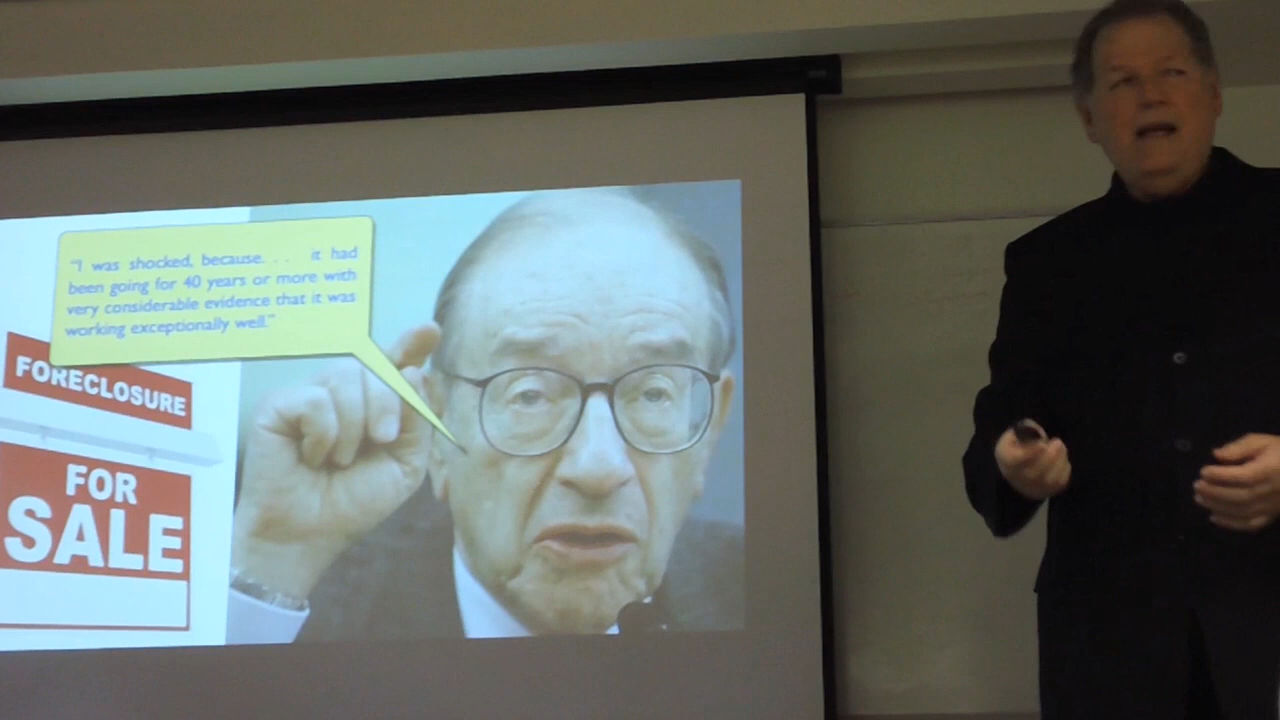 "I was shocked, because. . . it had
been going for 40 years or more with
very considerable evidence that it was
working exceptionally well."
FORECLOSURE
FOR
SALE